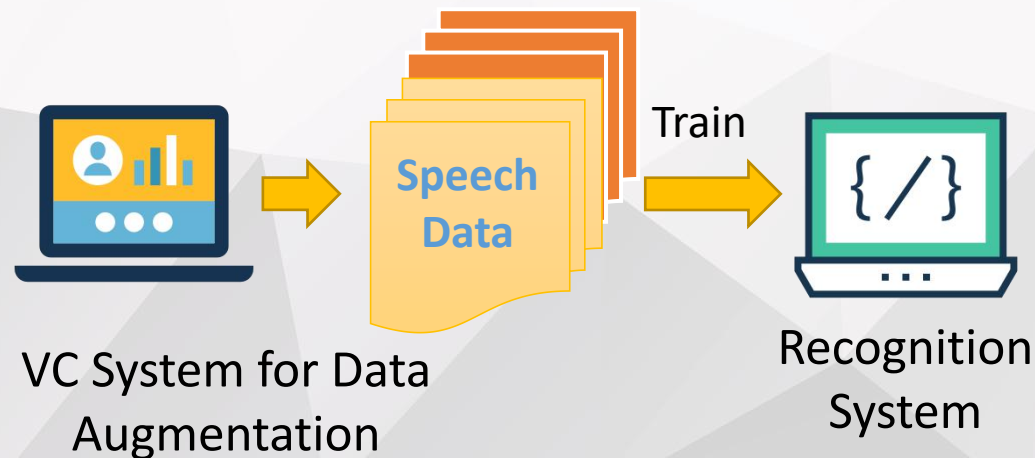 Speech
Data
Train
{/}
VC System for Data
Augmentation
Recognition
System